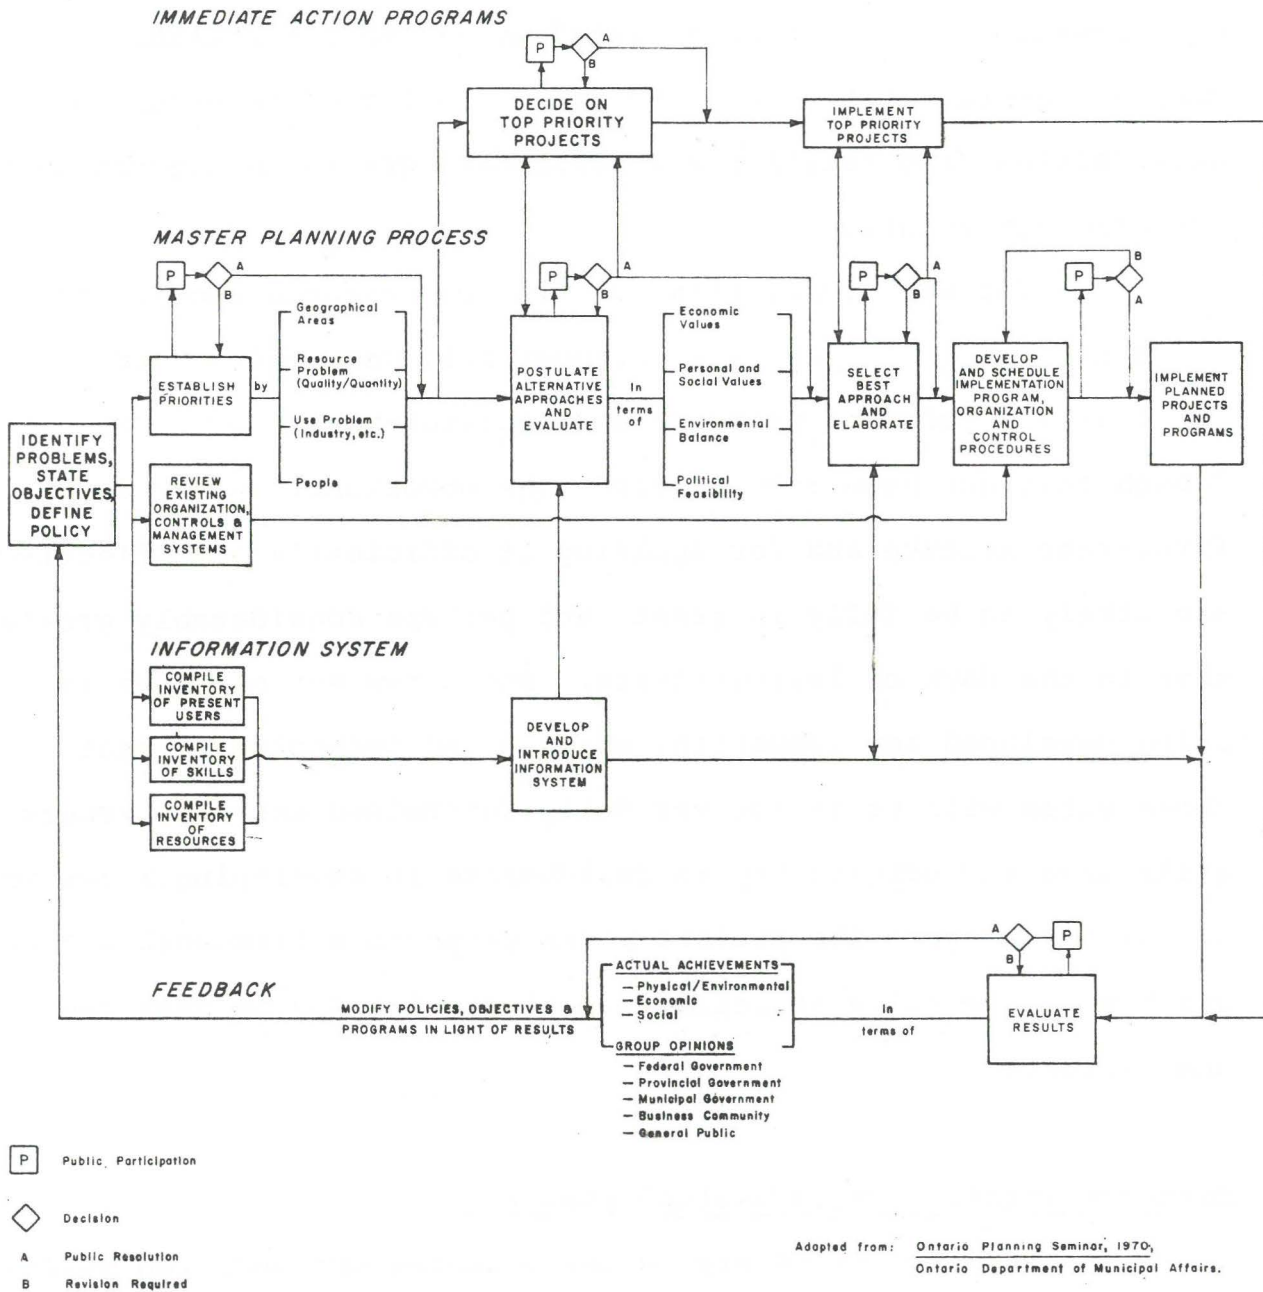 IMMEDIATE ACTION PROGRAMS
P
A
B
DECIDE ON
TOP PRIORITY
PROJECTS
IMPLEMENT
TOP PRIORITY
PROJECTS
MASTER PLANNING PROCESS
P
A
B
ESTABLISH
PRIORITIES
by
Geographical
Areas
Resource
Problem
(Quality/Quantity)
Use Problem
(Industry, etc.)
People
P
A
B
POSTULATE
ALTERNATIVE
APPROACHES
AND
EVALUATE
in
terms
of
Economic
Values
Personal and
Social Values
Environmental
Balance
Political
Feasibility
P
A
B
SELECT
BEST
APPROACH
AND
ELABORATE
P
B
A
DEVELOP
AND SCHEDULE
IMPLEMENTATION
PROGRAM,
ORGANIZATION
AND
CONTROL
PROCEDURES
IMPLEMENT
PLANNED
PROJECTS
AND
PROGRAMS
IDENTIFY
PROBLEMS,
STATE
OBJECTIVES,
DEFINE
POLICY
REVIEW
EXISTING
ORGANIZATION,
CONTROLS &
MANAGEMENT
SYSTEMS
INFORMATION SYSTEM
COMPILE
INVENTORY
OF PRESENT
USERS
COMPILE
INVENTORY
OF SKILLS
COMPILE
INVENTORY
OF
RESOURCES
DEVELOP
AND
INTRODUCE
INFORMATION
SYSTEM
FEEDBACK
MODIFY POLICIES, OBJECTIVES &
PROGRAMS IN LIGHT OF RESULTS
ACTUAL ACHIEVEMENTS
— Physical/Environmental
— Economic
— Social
GROUP OPINIONS
— Federal Government
— Provincial Government
— Municipal Government
— Business Community
— General Public
in
terms of
A
B
P
EVALUATE
RESULTS
P Public Participation
Decision
A Public Resolution
B Revision Required
Adapted from: Ontario Planning Seminar, 1970,
Ontario Department of Municipal Affairs.